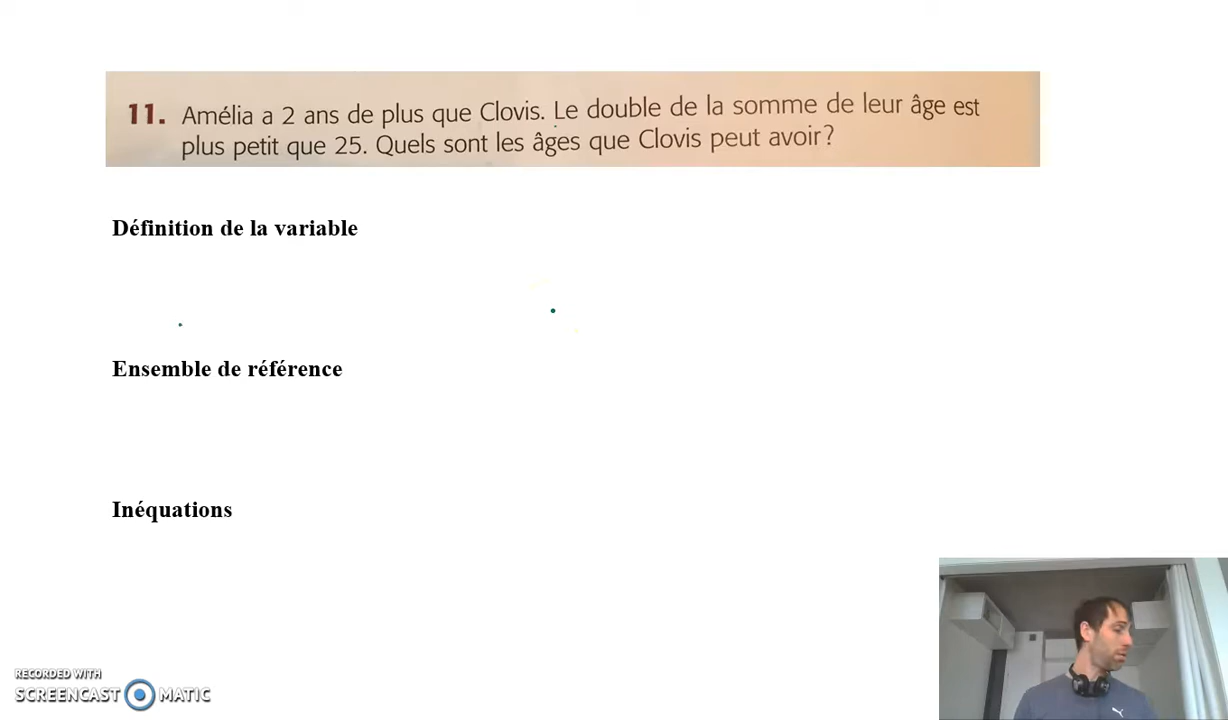 11. Amélia a 2 ans de plus que Clovis. Le double de la somme de leur âge est
plus petit que 25. Quels sont les âges que Clovis peut avoir?
Définition de la variable
Ensemble de référence
Inéquations
RECORDED WITH
SCREENCAST MATIC